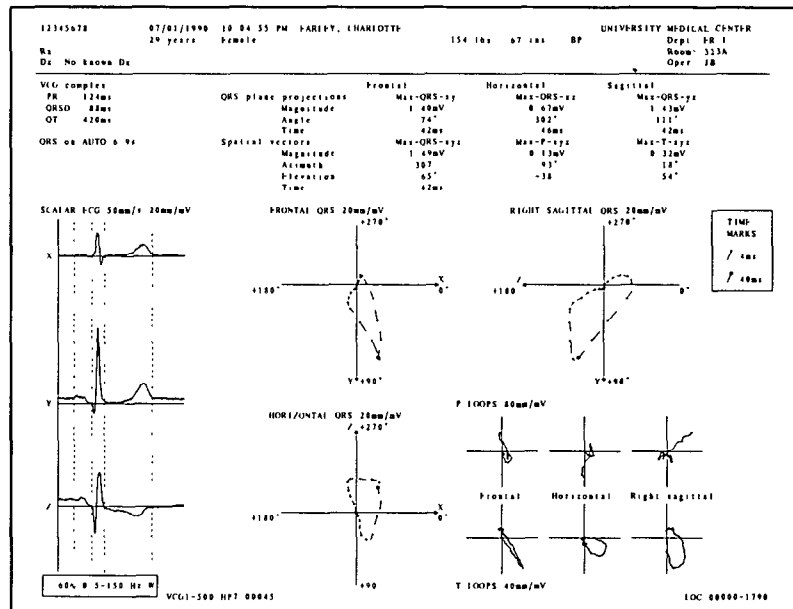 12345678 07/01/1990 10 04 55 PM FARLEY, CHARLOTTE UNIVERSITY MEDICAL CENTER
29 years Female 154 lbs 67 ins BP Dept ER 1
Rx Room 323A
Dx No known Dx Oper JB
VCG complex Frontal Horizontal Sagittal
PR 124ms QRS plane projections Max-QRS-xy Max-QRS-xz Max-QRS-yz
QRSD 88ms Magnitude 1 40mV 0 67mV 1 43mV
QT 420ms Angle 74° 302° 111°
Time 42ms 46ms 42ms
QRS on AUTO 6 9s Spatial vectors Max-QRS-xyz Max-P-xyz Max-T-xyz
Magnitude 1 49mV 0 13mV 0 32mV
Azimuth 307 93° 18°
Elevation 65° -38 54°
Time 42ms
SCALAR ECG 50mm/s 20mm/mV FRONTAL QRS 20mm/mV RIGHT SAGITTAL QRS 20mm/mV
+270° +270° TIME
MARKS
X / 4ms
40ms
+180° X 0° +180 Z 0°
Y +90° Y +90°
Y HORIZONTAL QRS 20mm/mV P LOOPS 80mm/mV
Z +270°
Z +180° X 0° Frontal Horizontal Right sagittal
+90
60% 0 5-150 Hz W VCG1-500 HP7 00045 T LOOPS 40mm/mV LOC 00000-1790